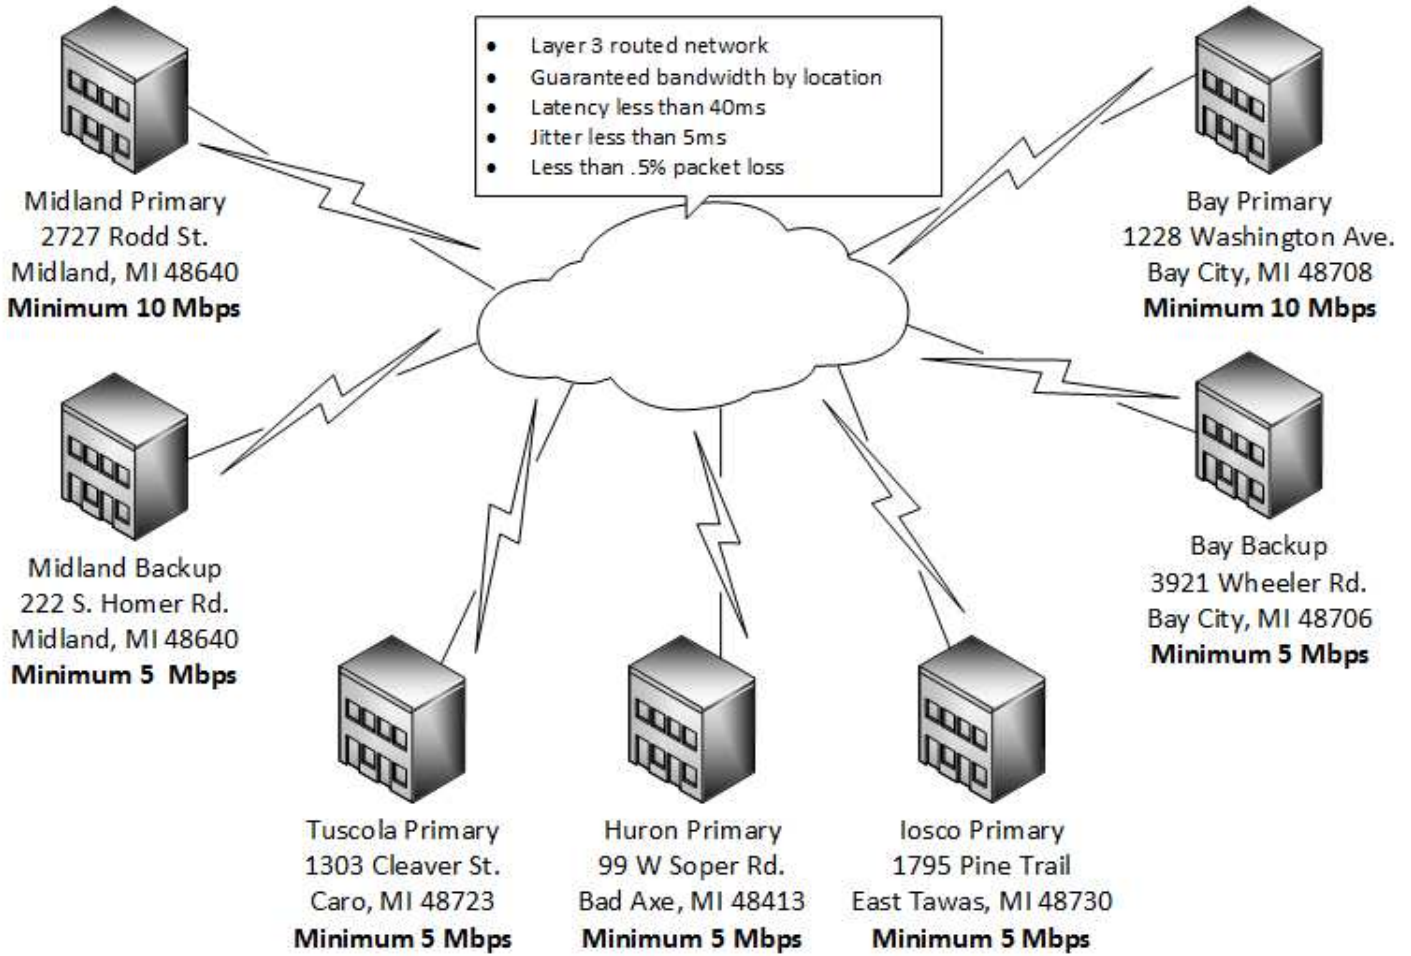 • Layer 3 routed network
• Guaranteed bandwidth by location
• Latency less than 40ms
• Jitter less than 5ms
• Less than .5% packet loss
Midland Primary
2727 Rodd St.
Midland, MI 48640
Minimum 10 Mbps
Bay Primary
1228 Washington Ave.
Bay City, MI 48708
Minimum 10 Mbps
Midland Backup
222 S. Homer Rd.
Midland, MI 48640
Minimum 5 Mbps
Bay Backup
3921 Wheeler Rd.
Bay City, MI 48706
Minimum 5 Mbps
Tuscola Primary
1303 Cleaver St.
Caro, MI 48723
Minimum 5 Mbps
Huron Primary
99 W Soper Rd.
Bad Axe, MI 48413
Minimum 5 Mbps
Iosco Primary
1795 Pine Trail
East Tawas, MI 48730
Minimum 5 Mbps